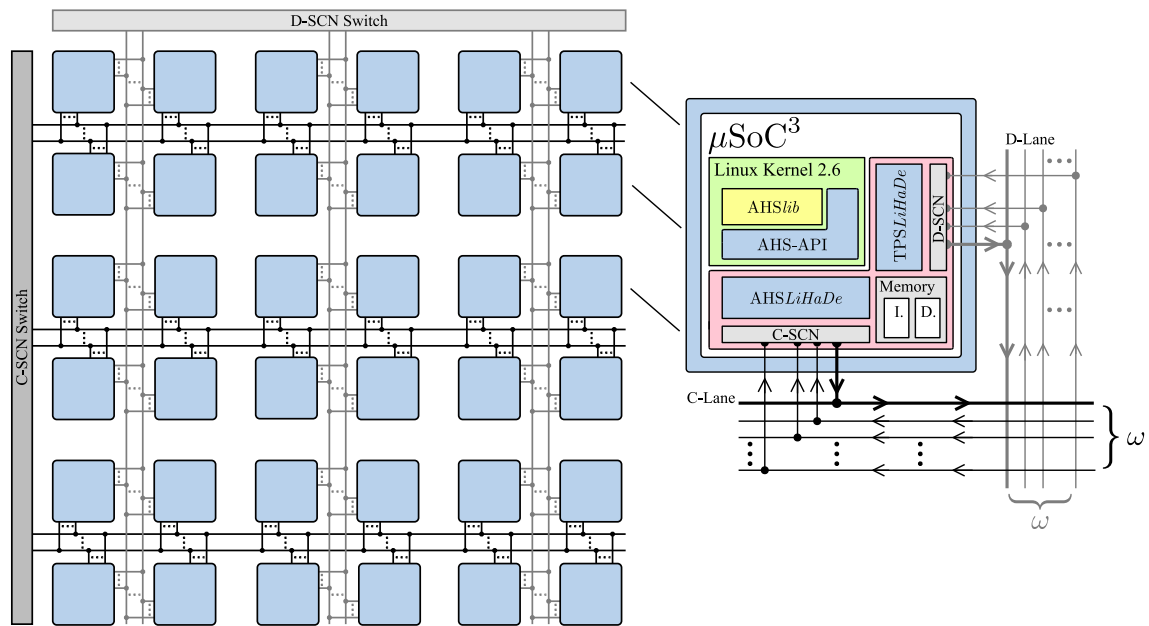 D-SCN Switch
C-SCN Switch
μSoC³
Linux Kernel 2.6
AHSlib
AHS-API
TPSLiHaDe
D-SCN
AHSLiHaDe
Memory
I. D.
C-SCN
D-Lane
C-Lane
ω
ω